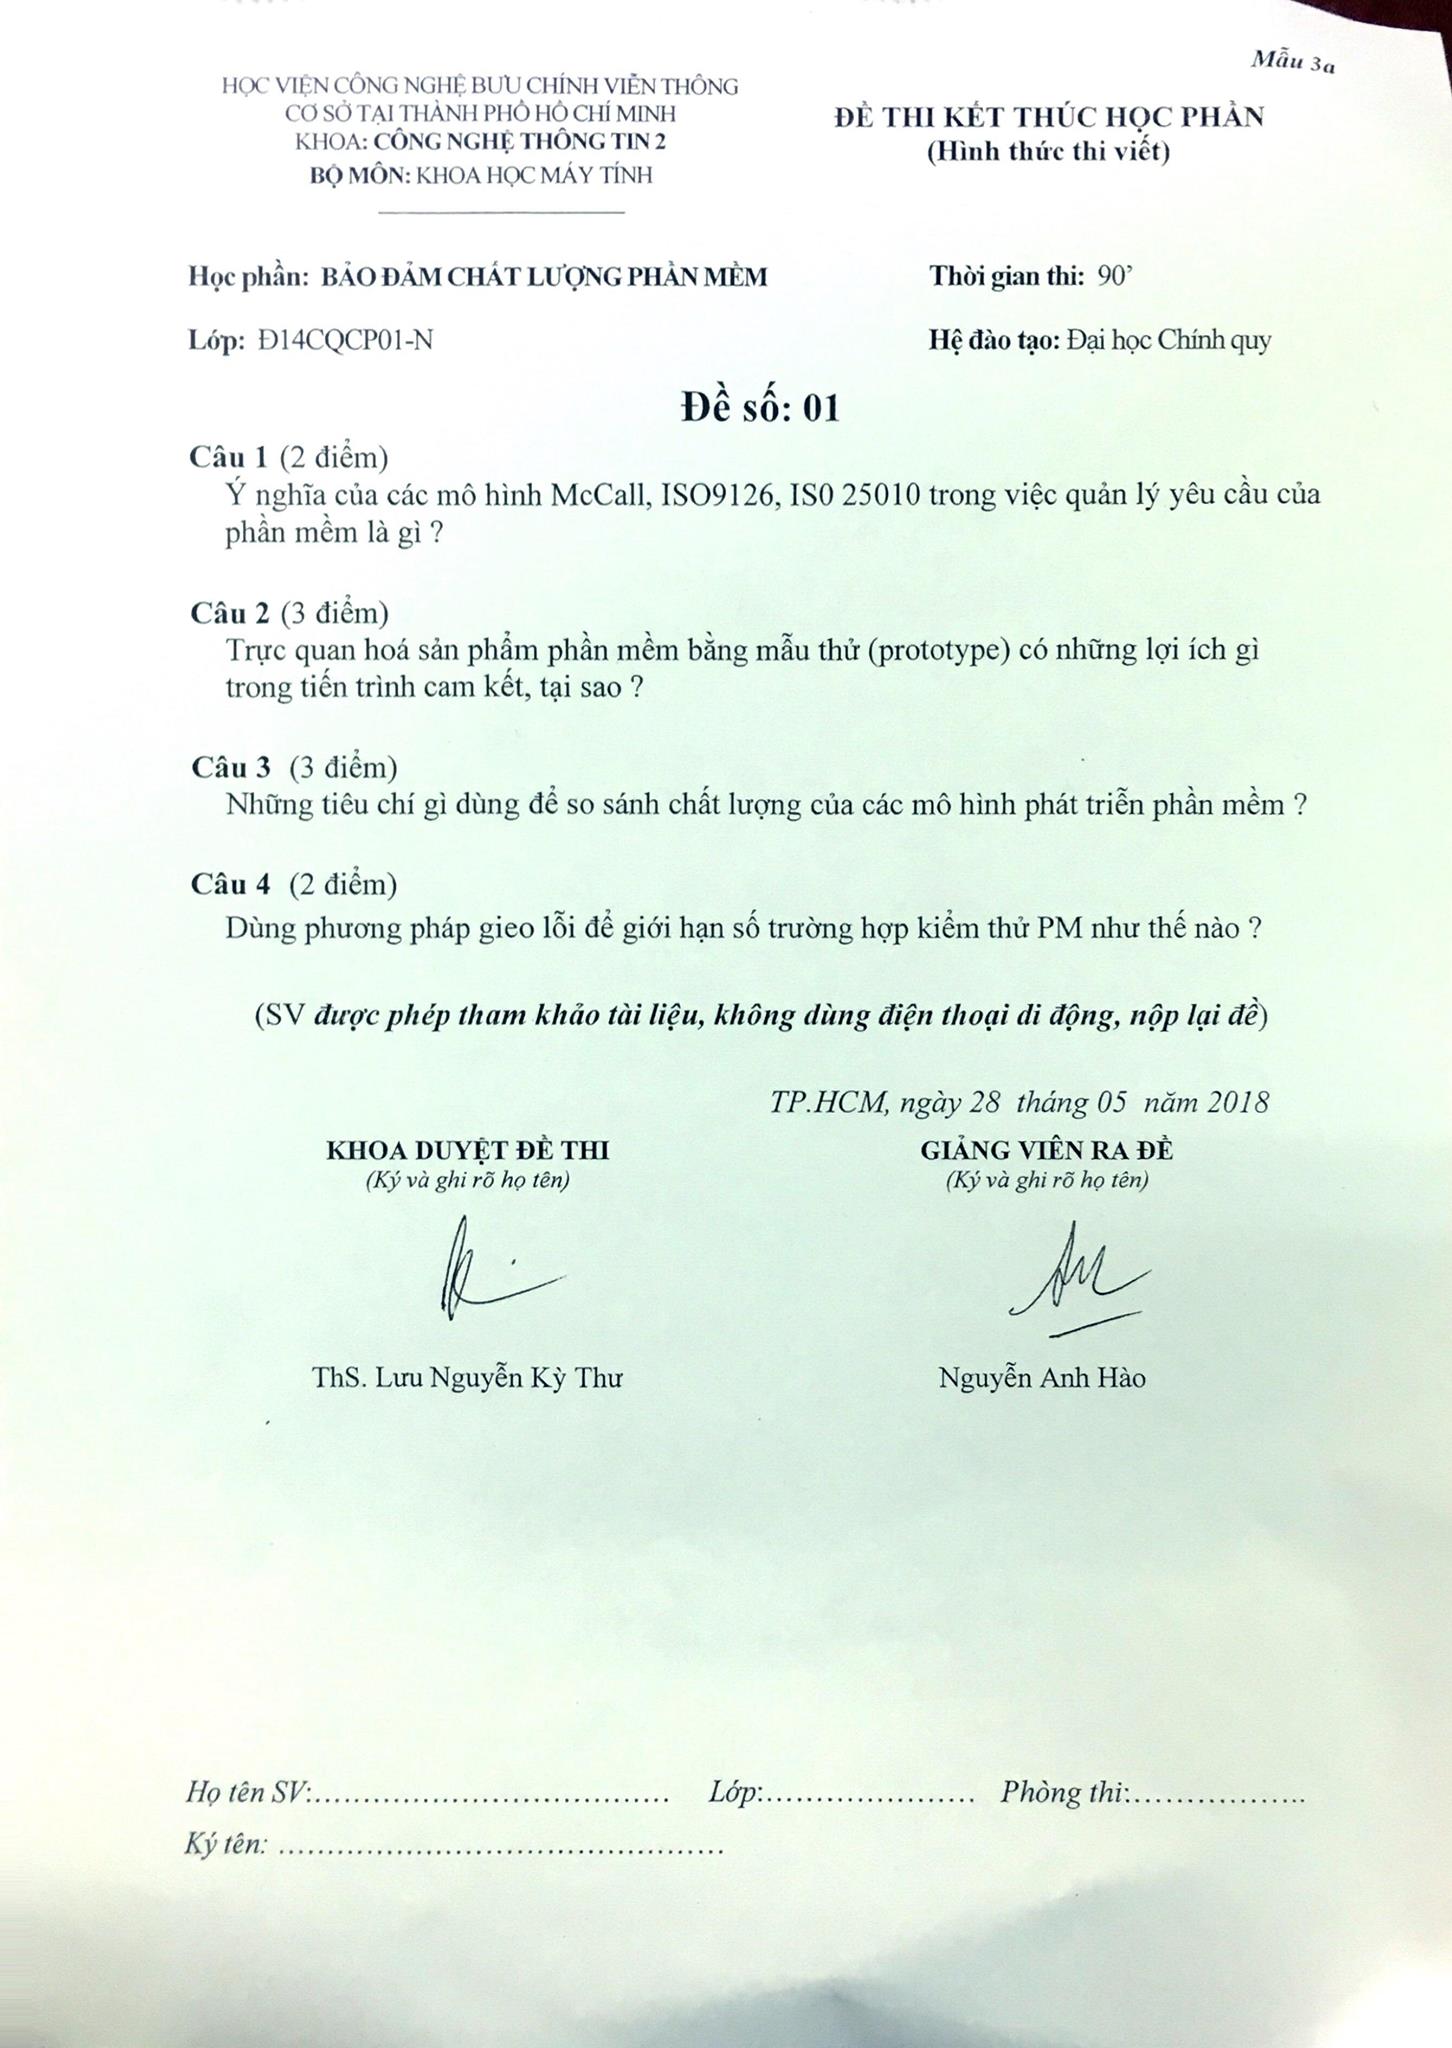 Mẫu 3a
HỌC VIỆN CÔNG NGHỆ BƯU CHÍNH VIỄN THÔNG
CƠ SỞ TẠI THÀNH PHỐ HỒ CHÍ MINH
KHOA: CÔNG NGHỆ THÔNG TIN 2
BỘ MÔN: KHOA HỌC MÁY TÍNH
ĐỀ THI KẾT THÚC HỌC PHẦN
(Hình thức thi viết)
Học phần: BẢO ĐẢM CHẤT LƯỢNG PHẦN MỀM
Thời gian thi: 90’
Lớp: Đ14CQCP01-N
Hệ đào tạo: Đại học Chính quy
Đề số: 01
Câu 1 (2 điểm)
Ý nghĩa của các mô hình McCall, ISO9126, IS0 25010 trong việc quản lý yêu cầu của
phần mềm là gì ?
Câu 2 (3 điểm)
Trực quan hoá sản phẩm phần mềm bằng mẫu thử (prototype) có những lợi ích gì
trong tiến trình cam kết, tại sao ?
Câu 3 (3 điểm)
Những tiêu chí gì dùng để so sánh chất lượng của các mô hình phát triễn phần mềm ?
Câu 4 (2 điểm)
Dùng phương pháp gieo lỗi để giới hạn số trường hợp kiểm thử PM như thế nào ?
(SV được phép tham khảo tài liệu, không dùng điện thoại di động, nộp lại đề)
TP.HCM, ngày 28 tháng 05 năm 2018
KHOA DUYỆT ĐỀ THI
(Ký và ghi rõ họ tên)
GIẢNG VIÊN RA ĐỀ
(Ký và ghi rõ họ tên)
ThS. Lưu Nguyễn Kỳ Thư
Nguyễn Anh Hào
Họ tên SV:.................................... Lớp:..................... Phòng thi:..................
Ký tên: .............................................